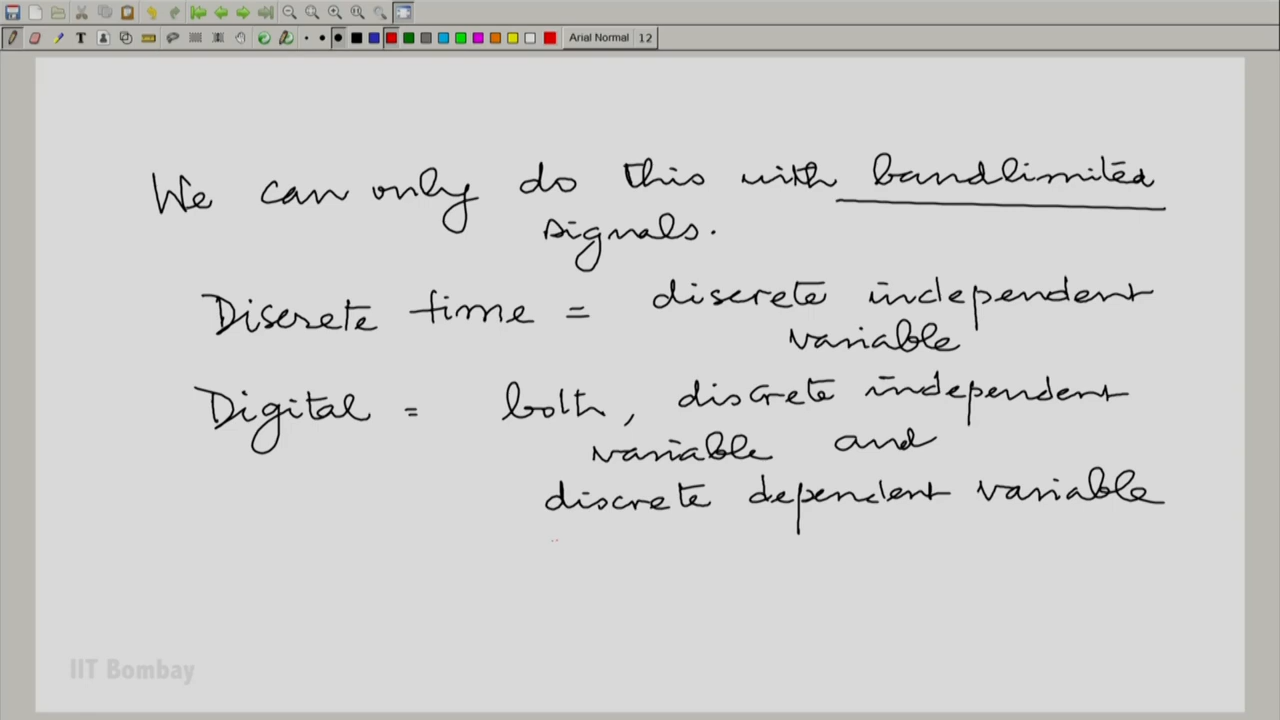 Arial Normal 12
We can only do this with bandlimited
signals.
Discrete time = discrete independent
variable
Digital = both, discrete independent
variable and
discrete dependent variable
IIT Bombay